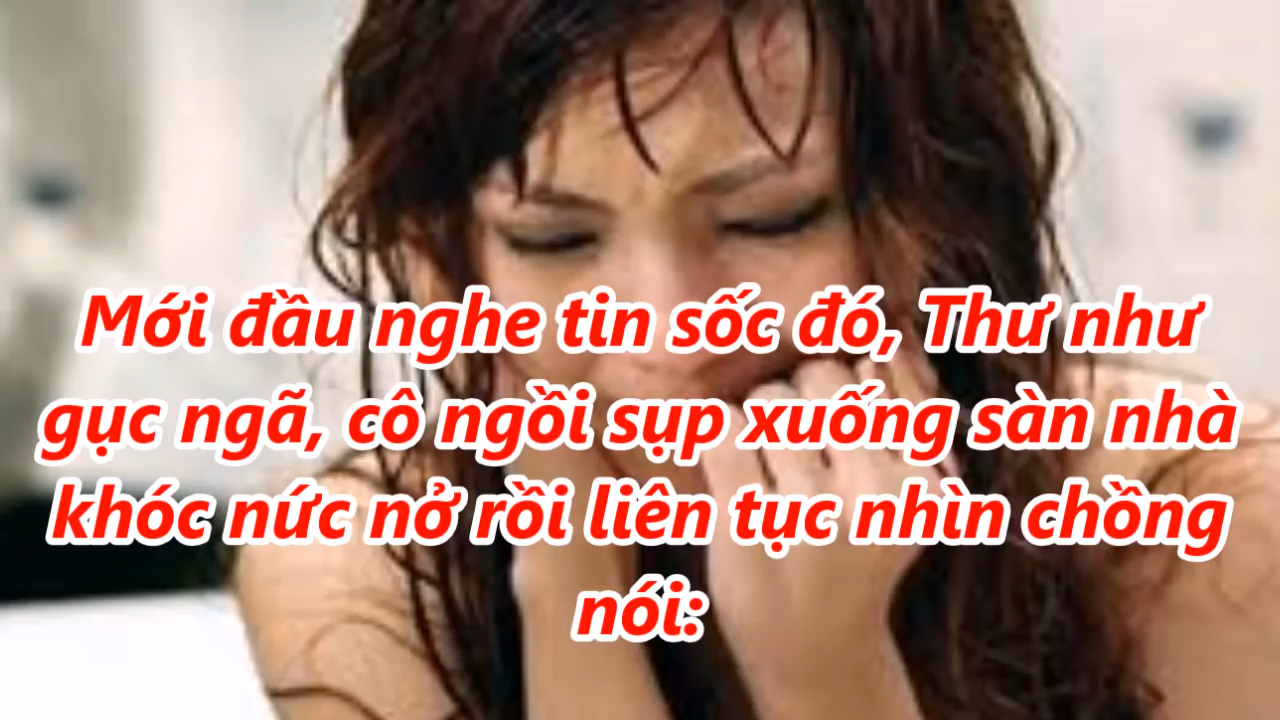 Mới đầu nghe tin sốc đó, Thư như
gục ngã, cô ngồi sụp xuống sàn nhà
khóc nức nở rồi liên tục nhìn chồng
nói: